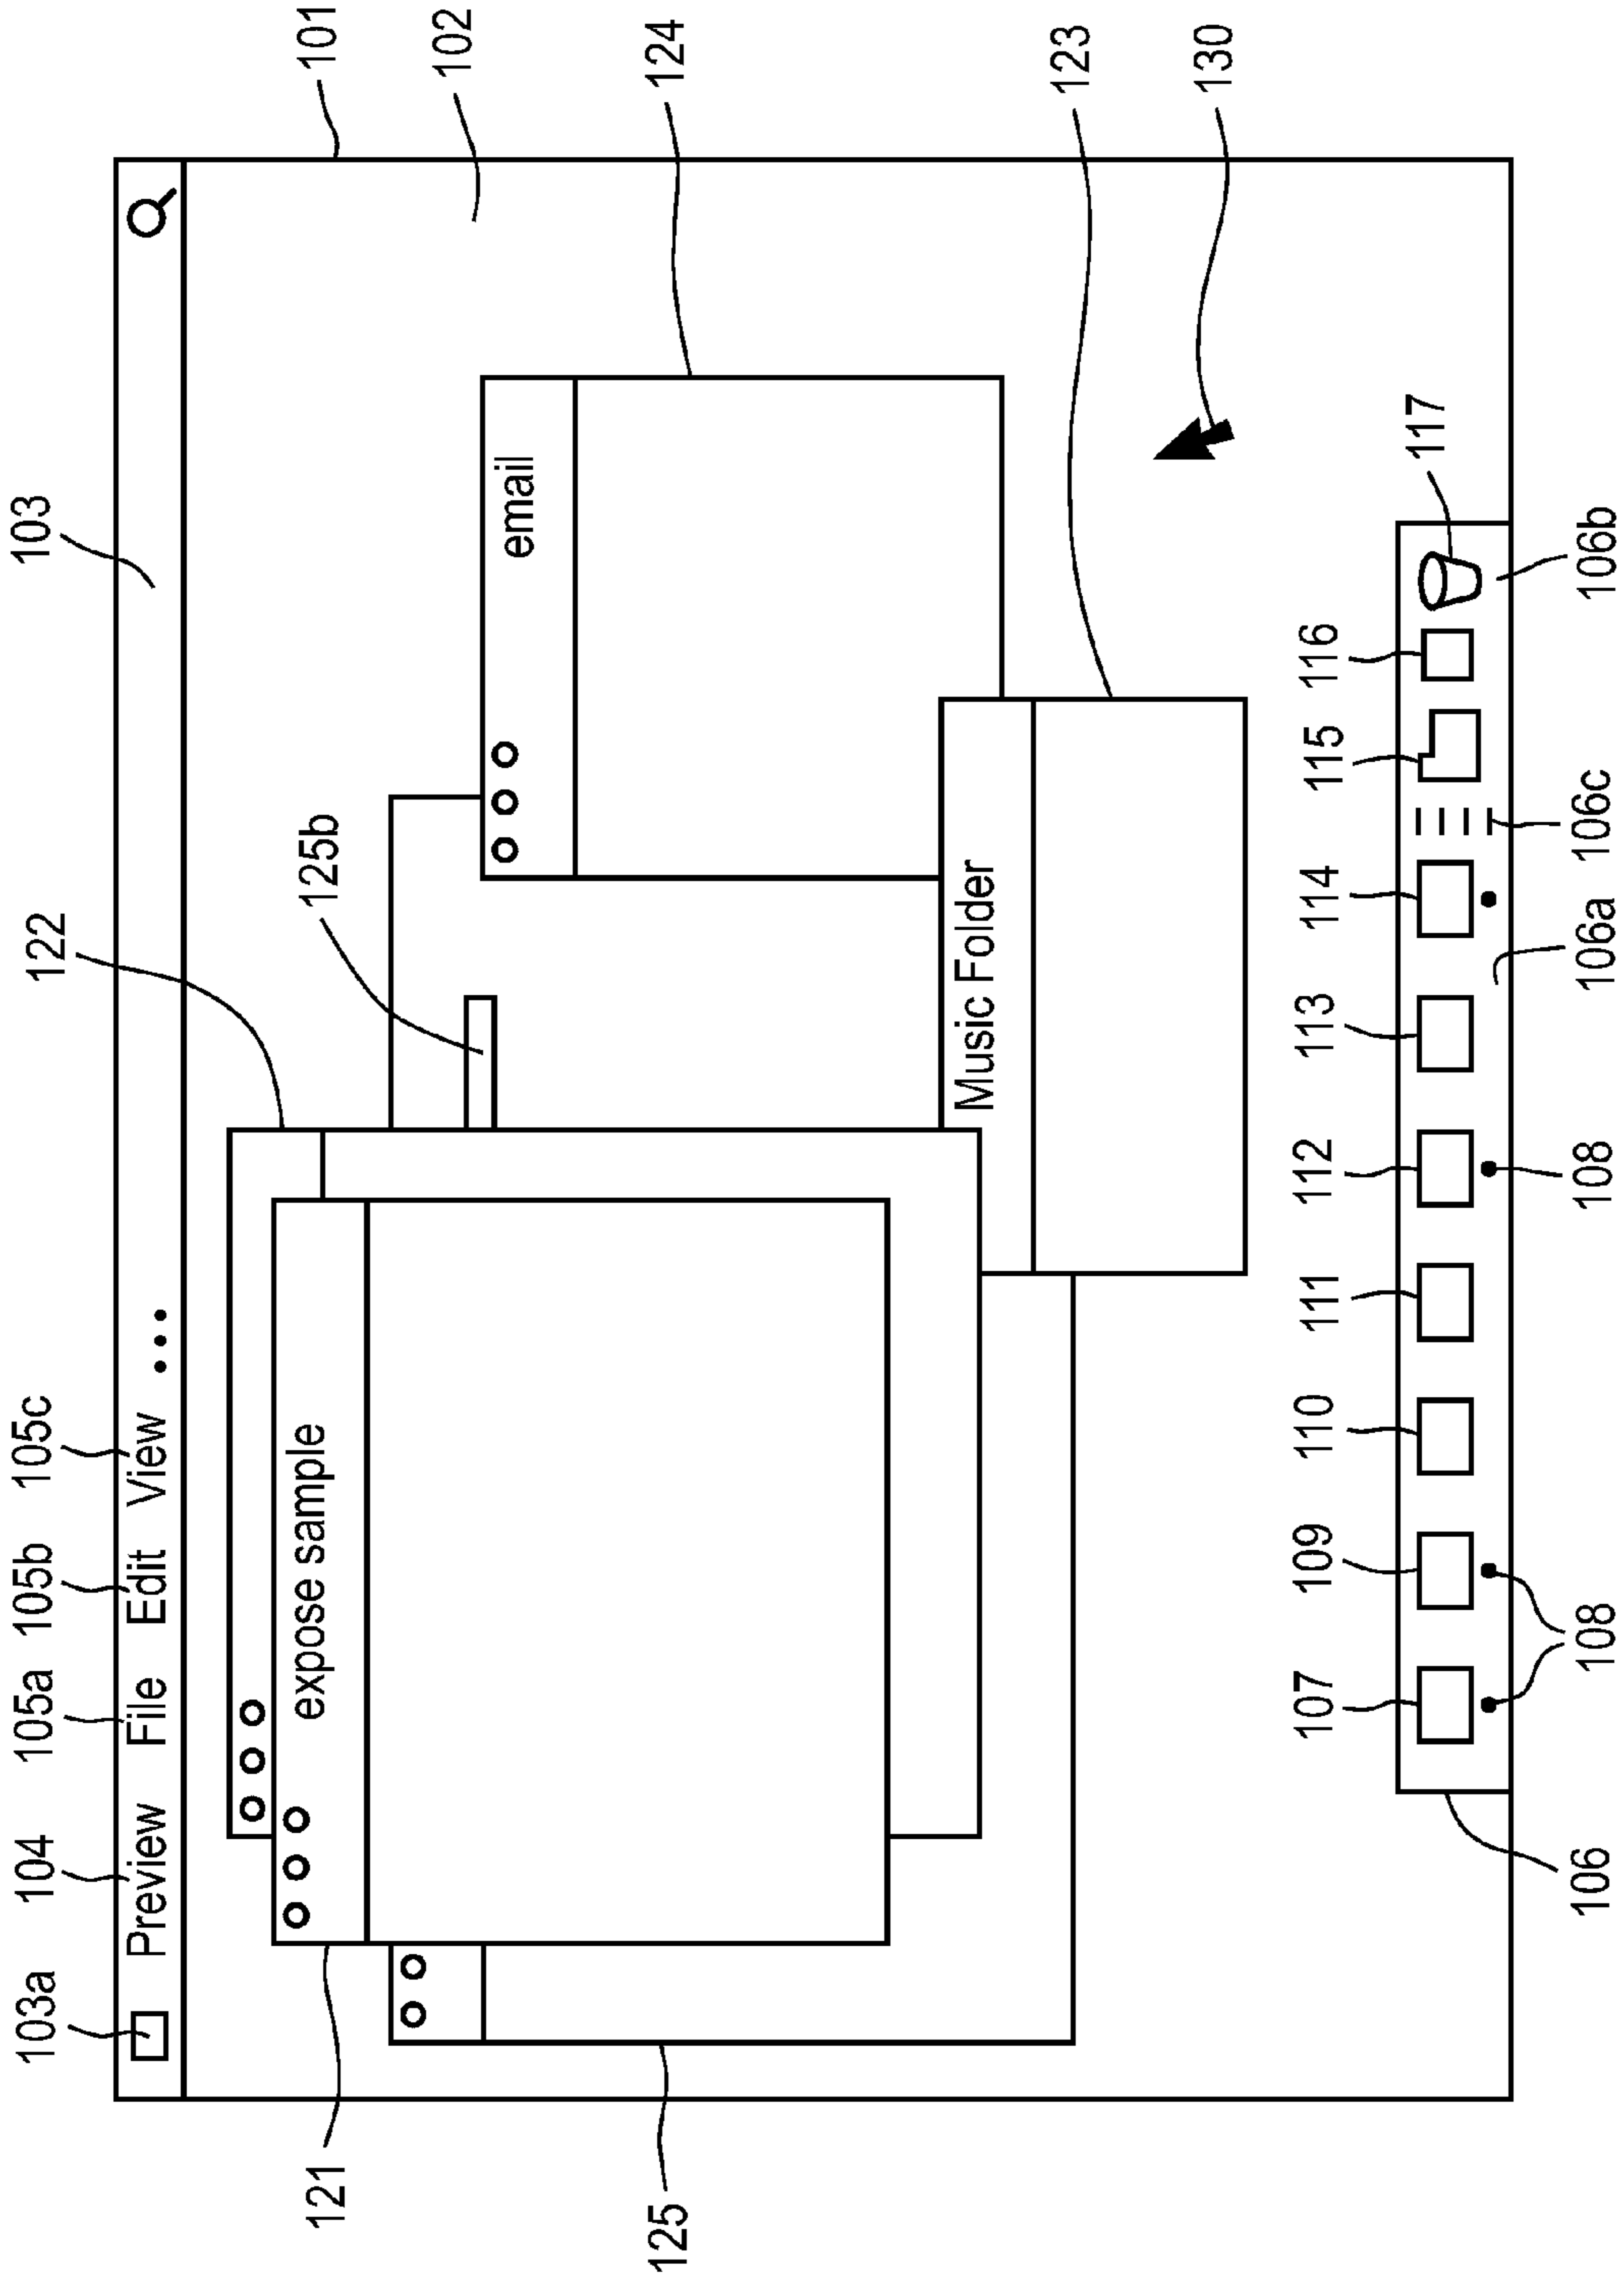 103a 104 105a 105b 105c 103
Preview File Edit View ...
101
102
122
124
125b
email
expose sample
121
125
Music Folder
123
130
107 109 110 111 112 113 114 115 116 117
106 108 108 106a 106c 106b